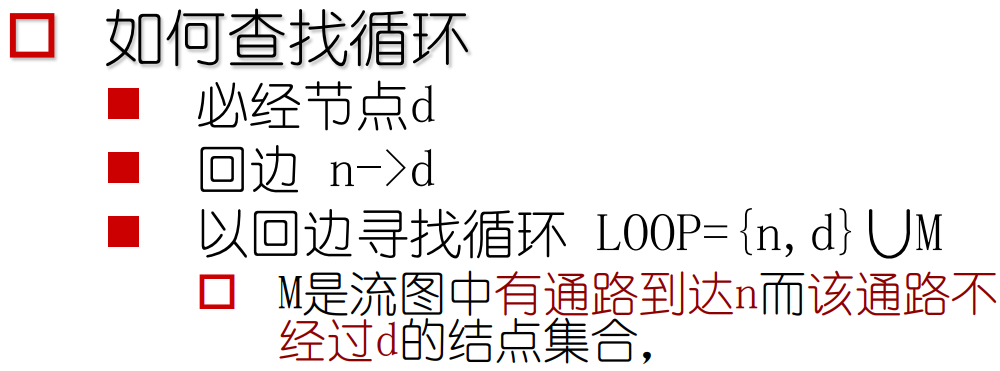 如何查找循环
必经节点d
回边 n->d
以回边寻找循环 LOOP={n,d}∪M
M是流图中有通路到达n而该通路不
经过d的结点集合，